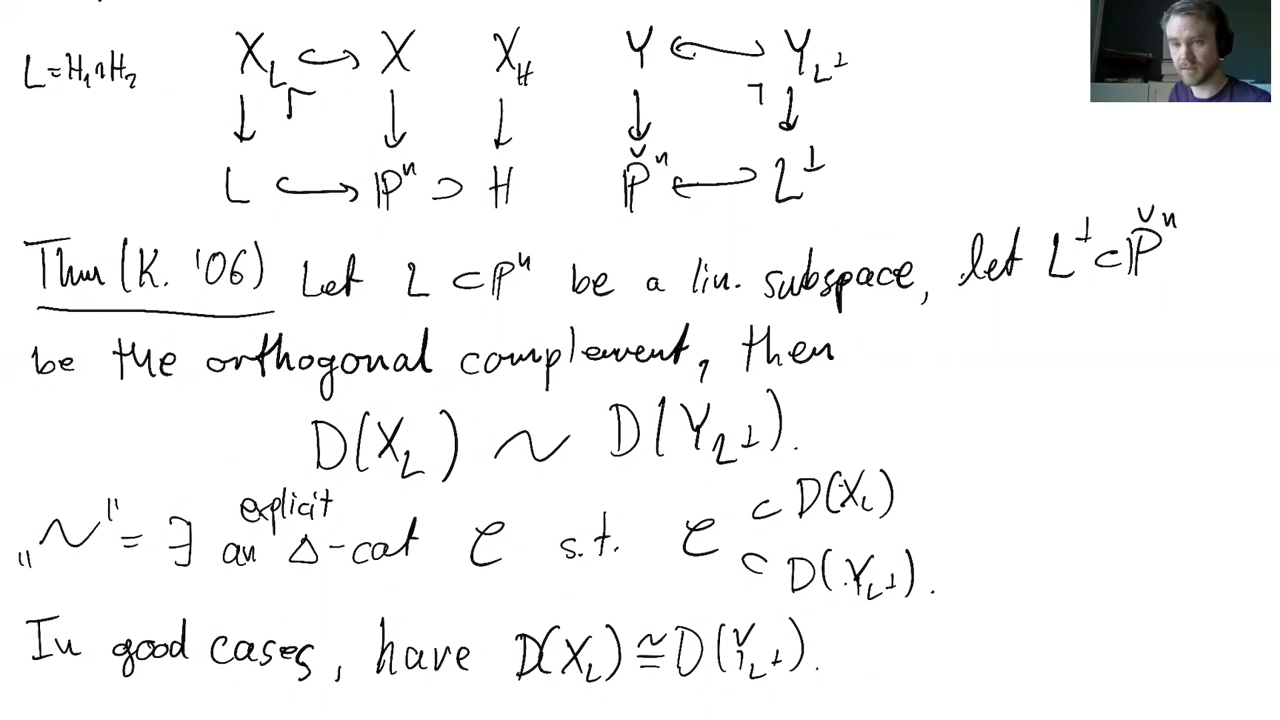 L = H₁∩H₂ X_L ↪ X X_H Y ↩ Y_{L^⊥}
↓ ↓ ↓ ↓ ↓
L ↪ ℙⁿ ⊃ H ℙ̌ⁿ ↩ L^⊥
Thm (K. '06) Let L ⊂ ℙⁿ be a lin. subspace, let L^⊥ ⊂ ℙ̌ⁿ
be the orthogonal complement, then
D(X_L) ~ D(Y_{L^⊥}).
"~" = ∃ an explicit Δ-cat C s.t. C ⊂ D(X_L)
⊂ D(Y_{L^⊥}).
In good cases, have D(X_L) ≅ D(Y_{L^⊥}).